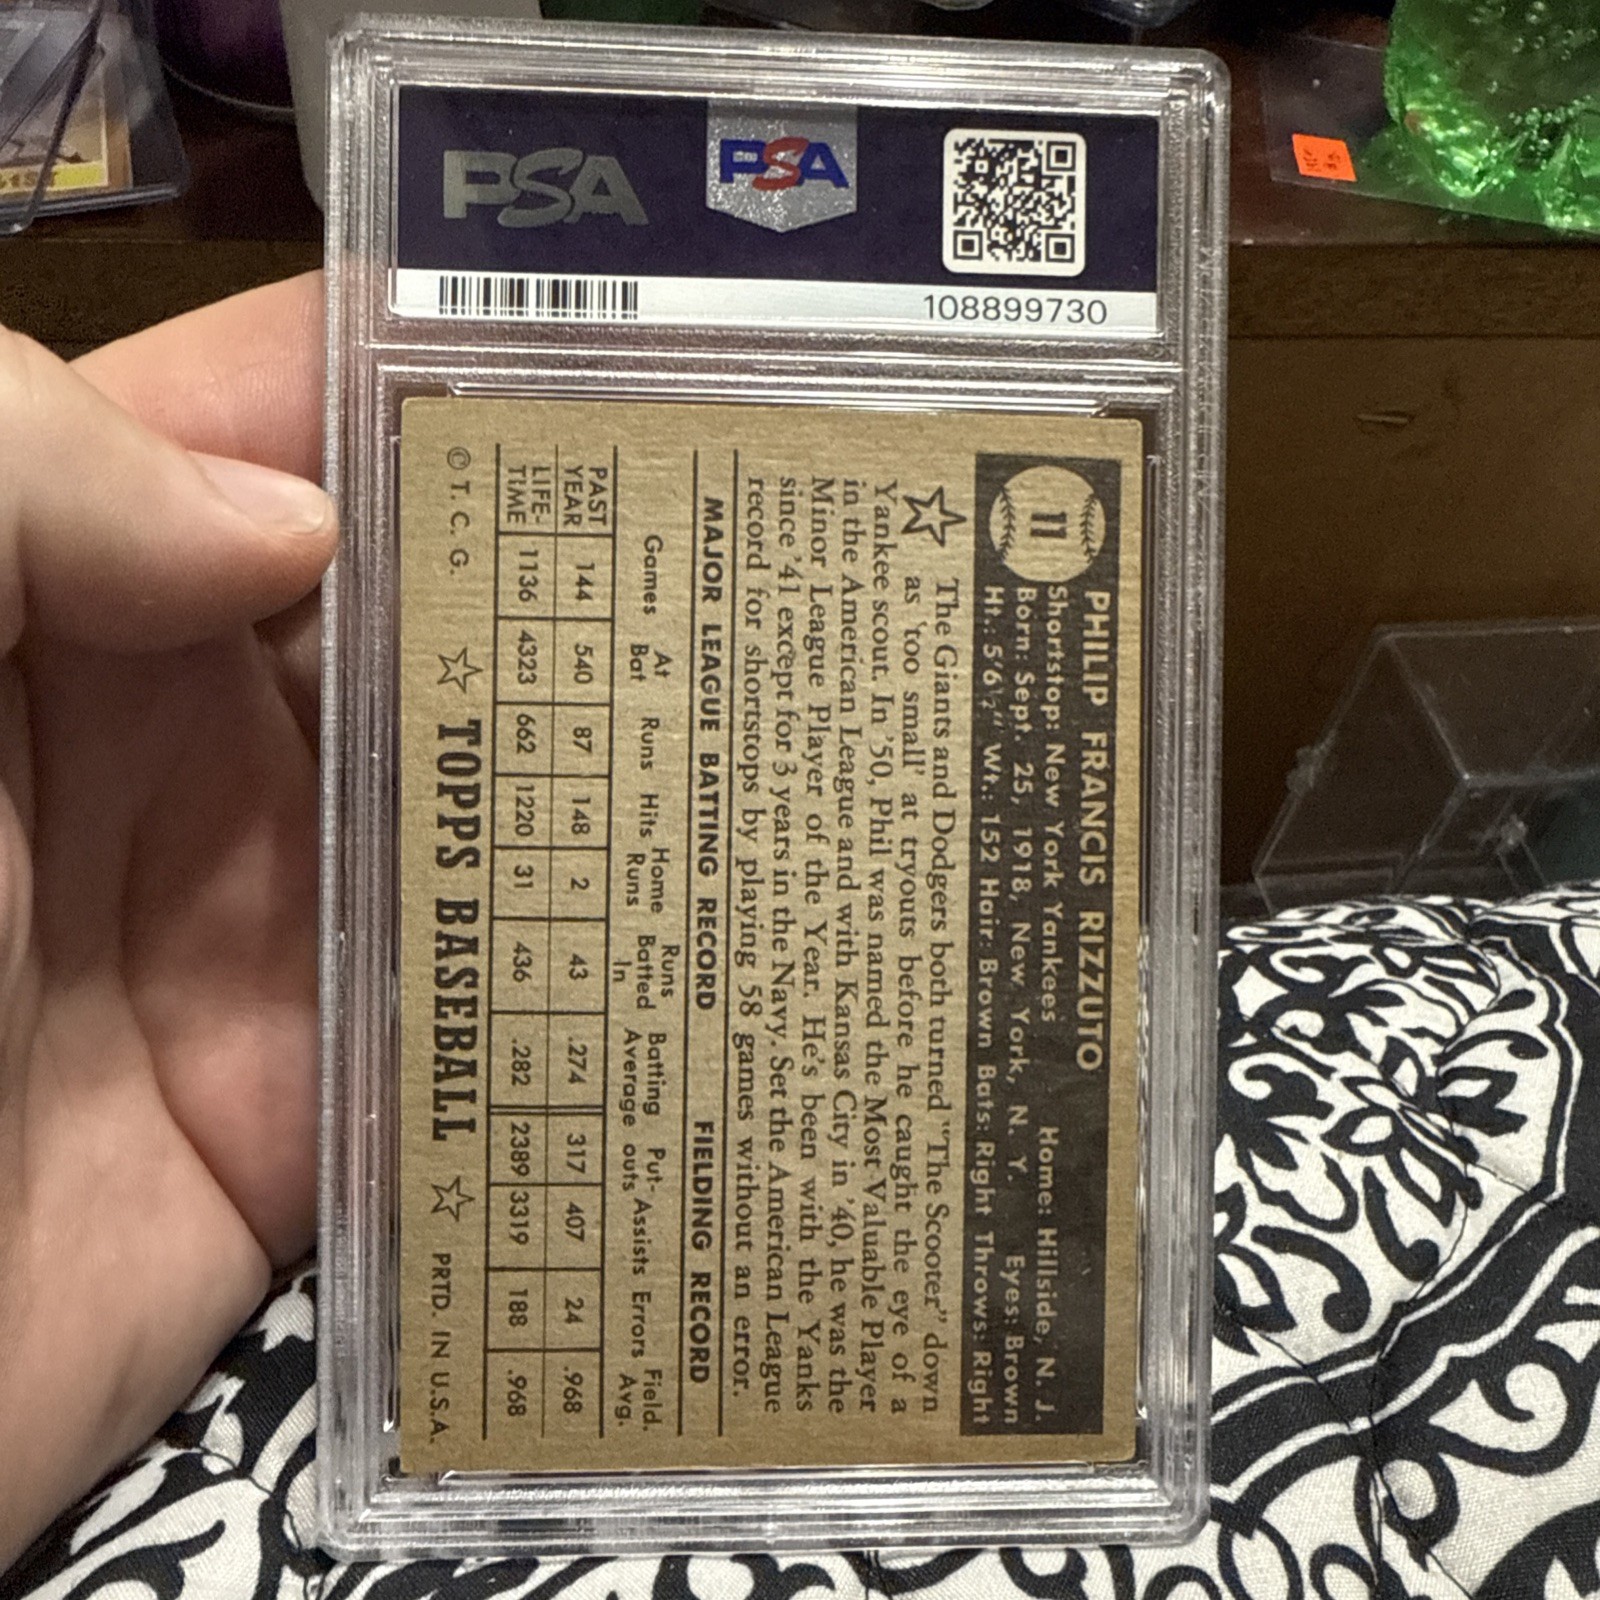 PSA
PSA
108899730
11
PHILIP FRANCIS RIZZUTO
Shortstop: New York Yankees Home: Hillside, N. J.
Born: Sept. 25, 1918, New York, N. Y. Eyes: Brown
Ht.: 5'6½" Wt.: 152 Hair: Brown Bats: Right Throws: Right
The Giants and Dodgers both turned "The Scooter" down
as 'too small' at tryouts before he caught the eye of a
Yankee scout. In '50, Phil was named the Most Valuable Player
in the American League and with Kansas City in '40, he was the
Minor League Player of the Year. He's been with the Yanks
since '41 except for 3 years in the Navy. Set the American League
record for shortstops by playing 58 games without an error.
MAJOR LEAGUE BATTING RECORD FIELDING RECORD
Games At Bat Runs Hits Home Runs Runs Batted In Batting Average Put-outs Assists Errors Field. Avg.
PAST YEAR 144 540 87 148 2 43 .274 317 407 24 .968
LIFE-TIME 1136 4323 662 1220 31 436 .282 2389 3319 188 .968
© T. C. G. ☆ TOPPS BASEBALL ☆ PRTD. IN U.S.A.